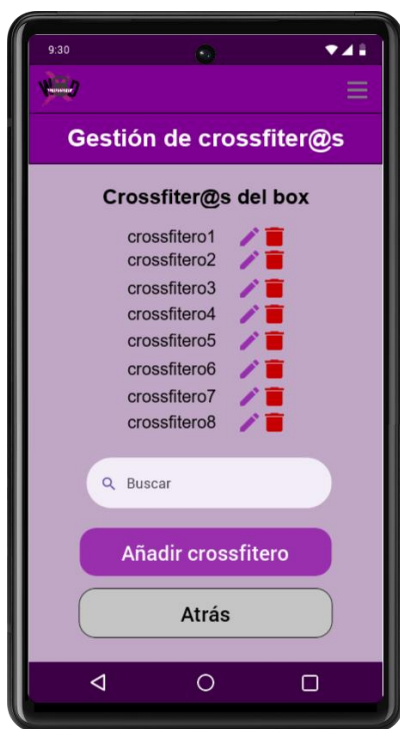 9:30
Gestión de crossfiter@s
Crossfiter@s del box
crossfitero1
crossfitero2
crossfitero3
crossfitero4
crossfitero5
crossfitero6
crossfitero7
crossfitero8
Buscar
Añadir crossfitero
Atrás